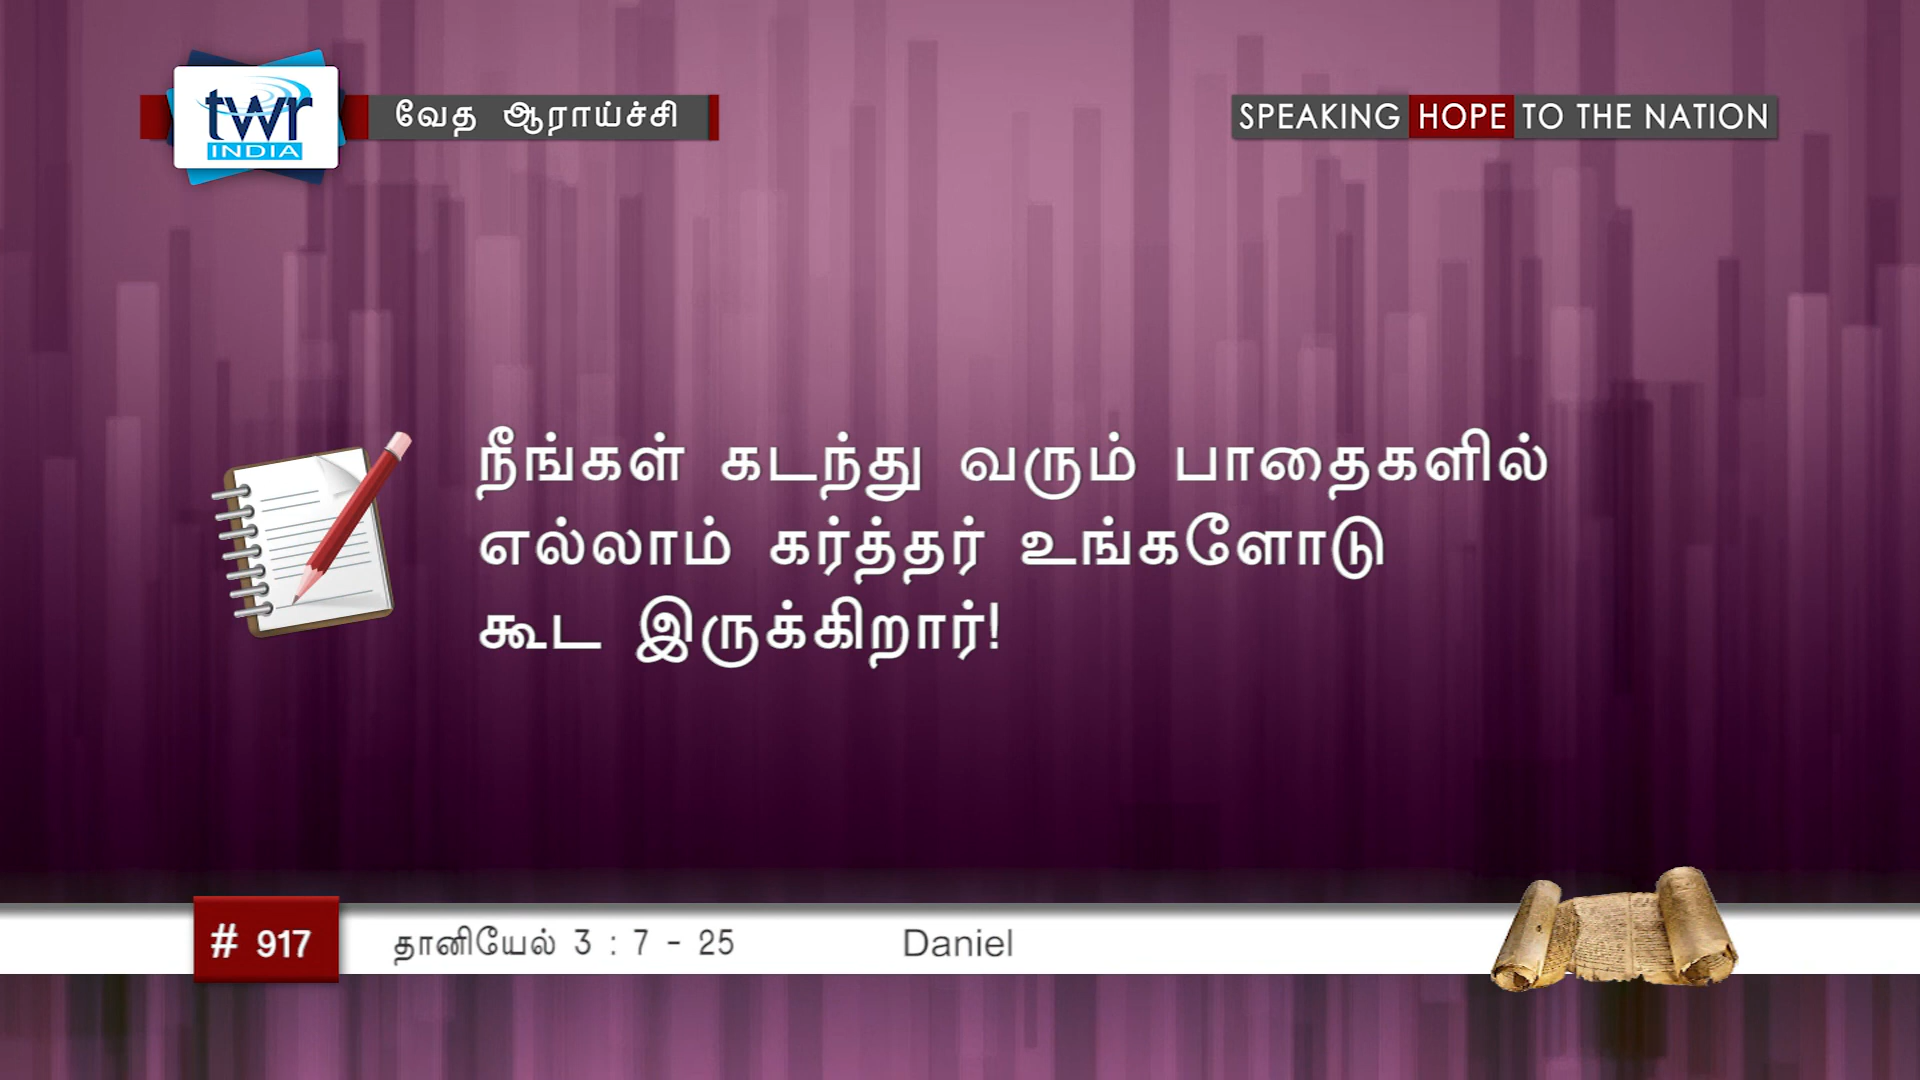 twr
INDIA
வேத ஆராய்ச்சி
SPEAKING HOPE TO THE NATION
நீங்கள் கடந்து வரும் பாதைகளில்
எல்லாம் கர்த்தர் உங்களோடு
கூட இருக்கிறார்!
# 917
தானியேல் 3 : 7 - 25
Daniel